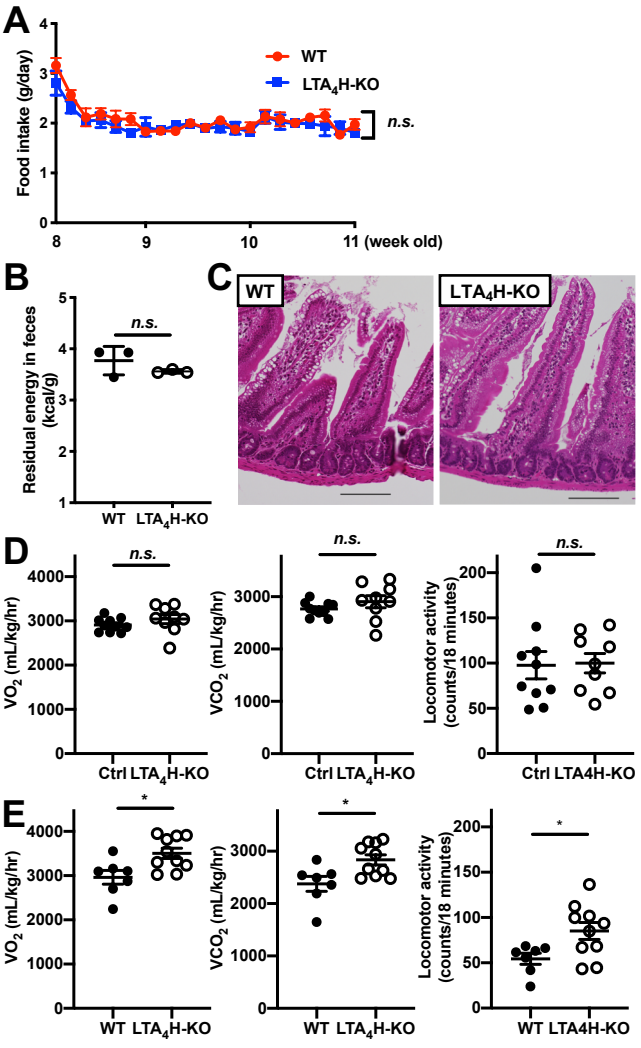 A
Food intake (g/day)
4
3
2
1
0
WT
LTA4H-KO
n.s.
8 9 10 11 (week old)
B
Residual energy in feces
(kcal/g)
5
4
3
2
1
n.s.
WT LTA4H-KO
C
WT
LTA4H-KO
D
VO2 (mL/kg/hr)
4000
3000
2000
1000
0
n.s.
Ctrl LTA4H-KO
VCO2 (mL/kg/hr)
3000
2000
1000
0
n.s.
Ctrl LTA4H-KO
Locomotor activity
(counts/18 minutes)
200
150
100
50
0
n.s.
Ctrl LTA4H-KO
E
VO2 (mL/kg/hr)
4000
3000
2000
1000
0
*
WT LTA4H-KO
VCO2 (mL/kg/hr)
3000
2000
1000
0
*
WT LTA4H-KO
Locomotor activity
(counts/18 minutes)
200
150
100
50
0
*
WT LTA4H-KO